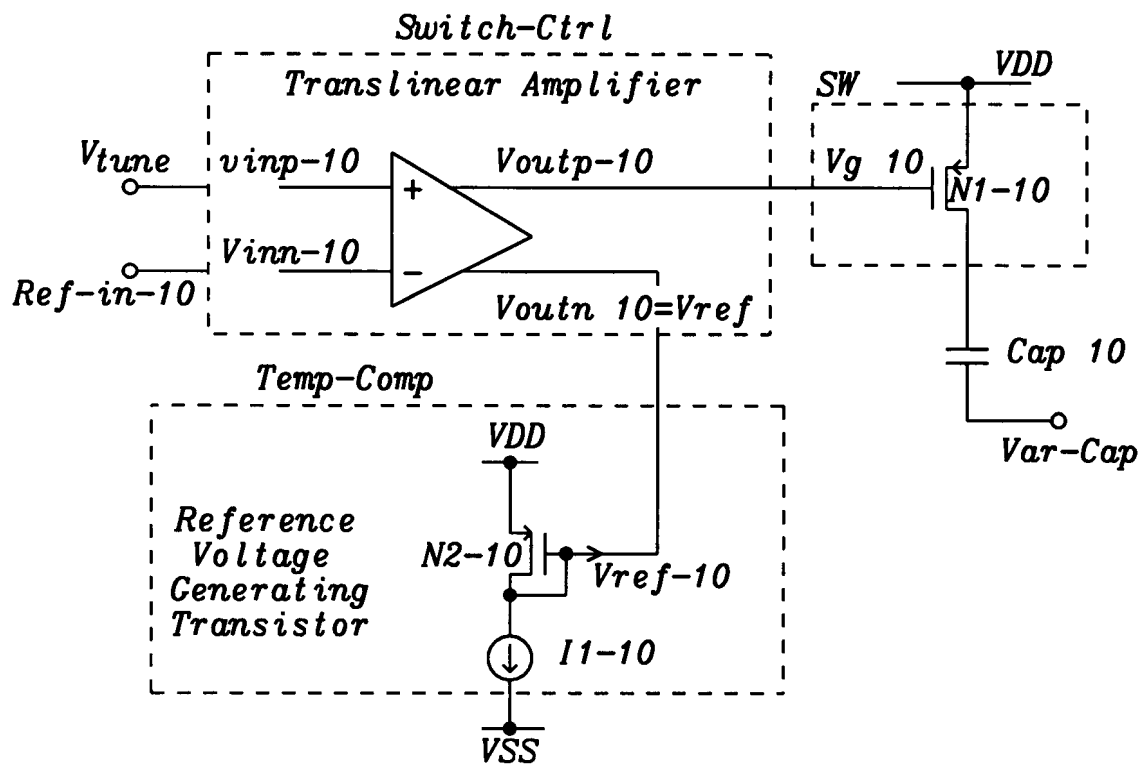 Switch-Ctrl
Translinear Amplifier
SW
VDD
Vtune
vinp-10
+
Voutp-10
Vg 10
N1-10
Vinn-10
−
Ref-in-10
Voutn 10=Vref
Cap 10
Temp-Comp
VDD
Var-Cap
Reference
Voltage
Generating
Transistor
N2-10
Vref-10
I1-10
VSS